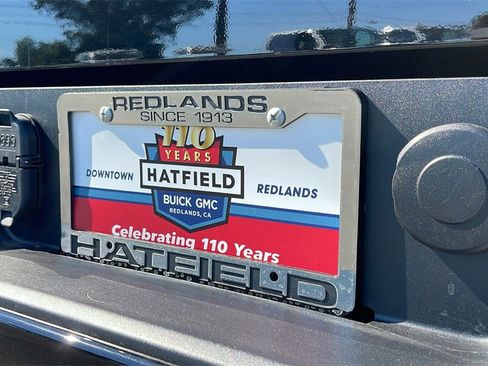 REDLANDS
SINCE 1913
110
YEARS
DOWNTOWN HATFIELD REDLANDS
BUICK GMC
REDLANDS, CA
Celebrating 110 Years
HATFIELD